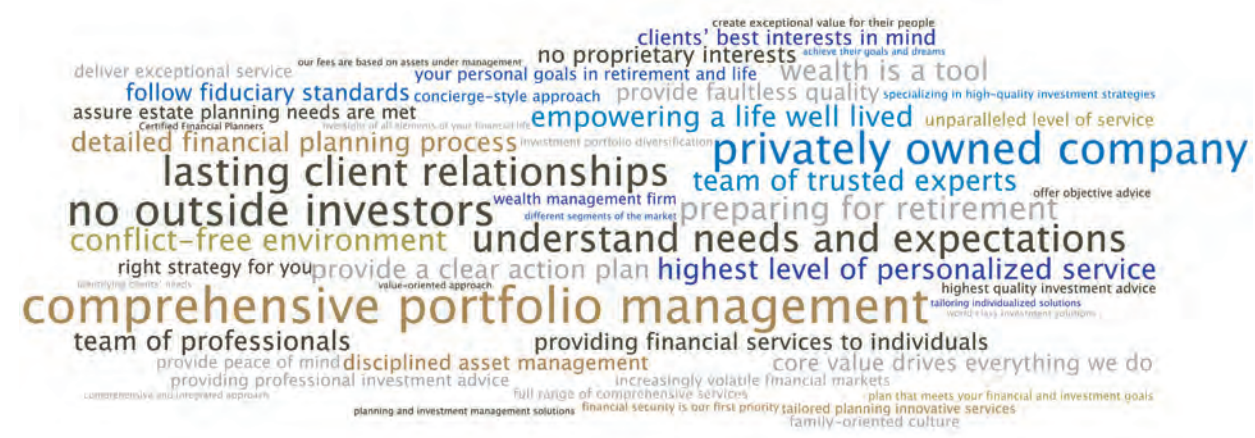 create exceptional value for their people
clients' best interests in mind
no proprietary interests achieve their goals and dreams
our fees are based on assets under management
deliver exceptional service your personal goals in retirement and life wealth is a tool
follow fiduciary standards concierge-style approach provide faultless quality specializing in high-quality investment strategies
assure estate planning needs are met empowering a life well lived unparalleled level of service
Certified Financial Planners of all elements of your financial life
detailed financial planning process investment portfolio diversification privately owned company
lasting client relationships team of trusted experts offer objective advice
no outside investors wealth management firm preparing for retirement
different segments of the market
conflict-free environment understand needs and expectations
right strategy for you provide a clear action plan highest level of personalized service
identifying clients' needs value-oriented approach highest quality investment advice
comprehensive portfolio management tailoring individualized solutions
world class investment solutions
team of professionals providing financial services to individuals
provide peace of mind disciplined asset management core value drives everything we do
providing professional investment advice increasingly volatile financial markets
comprehensive and integrated approach full range of comprehensive services plan that meets your financial and investment goals
planning and investment management solutions financial security is our first priority tailored planning innovative services
family-oriented culture